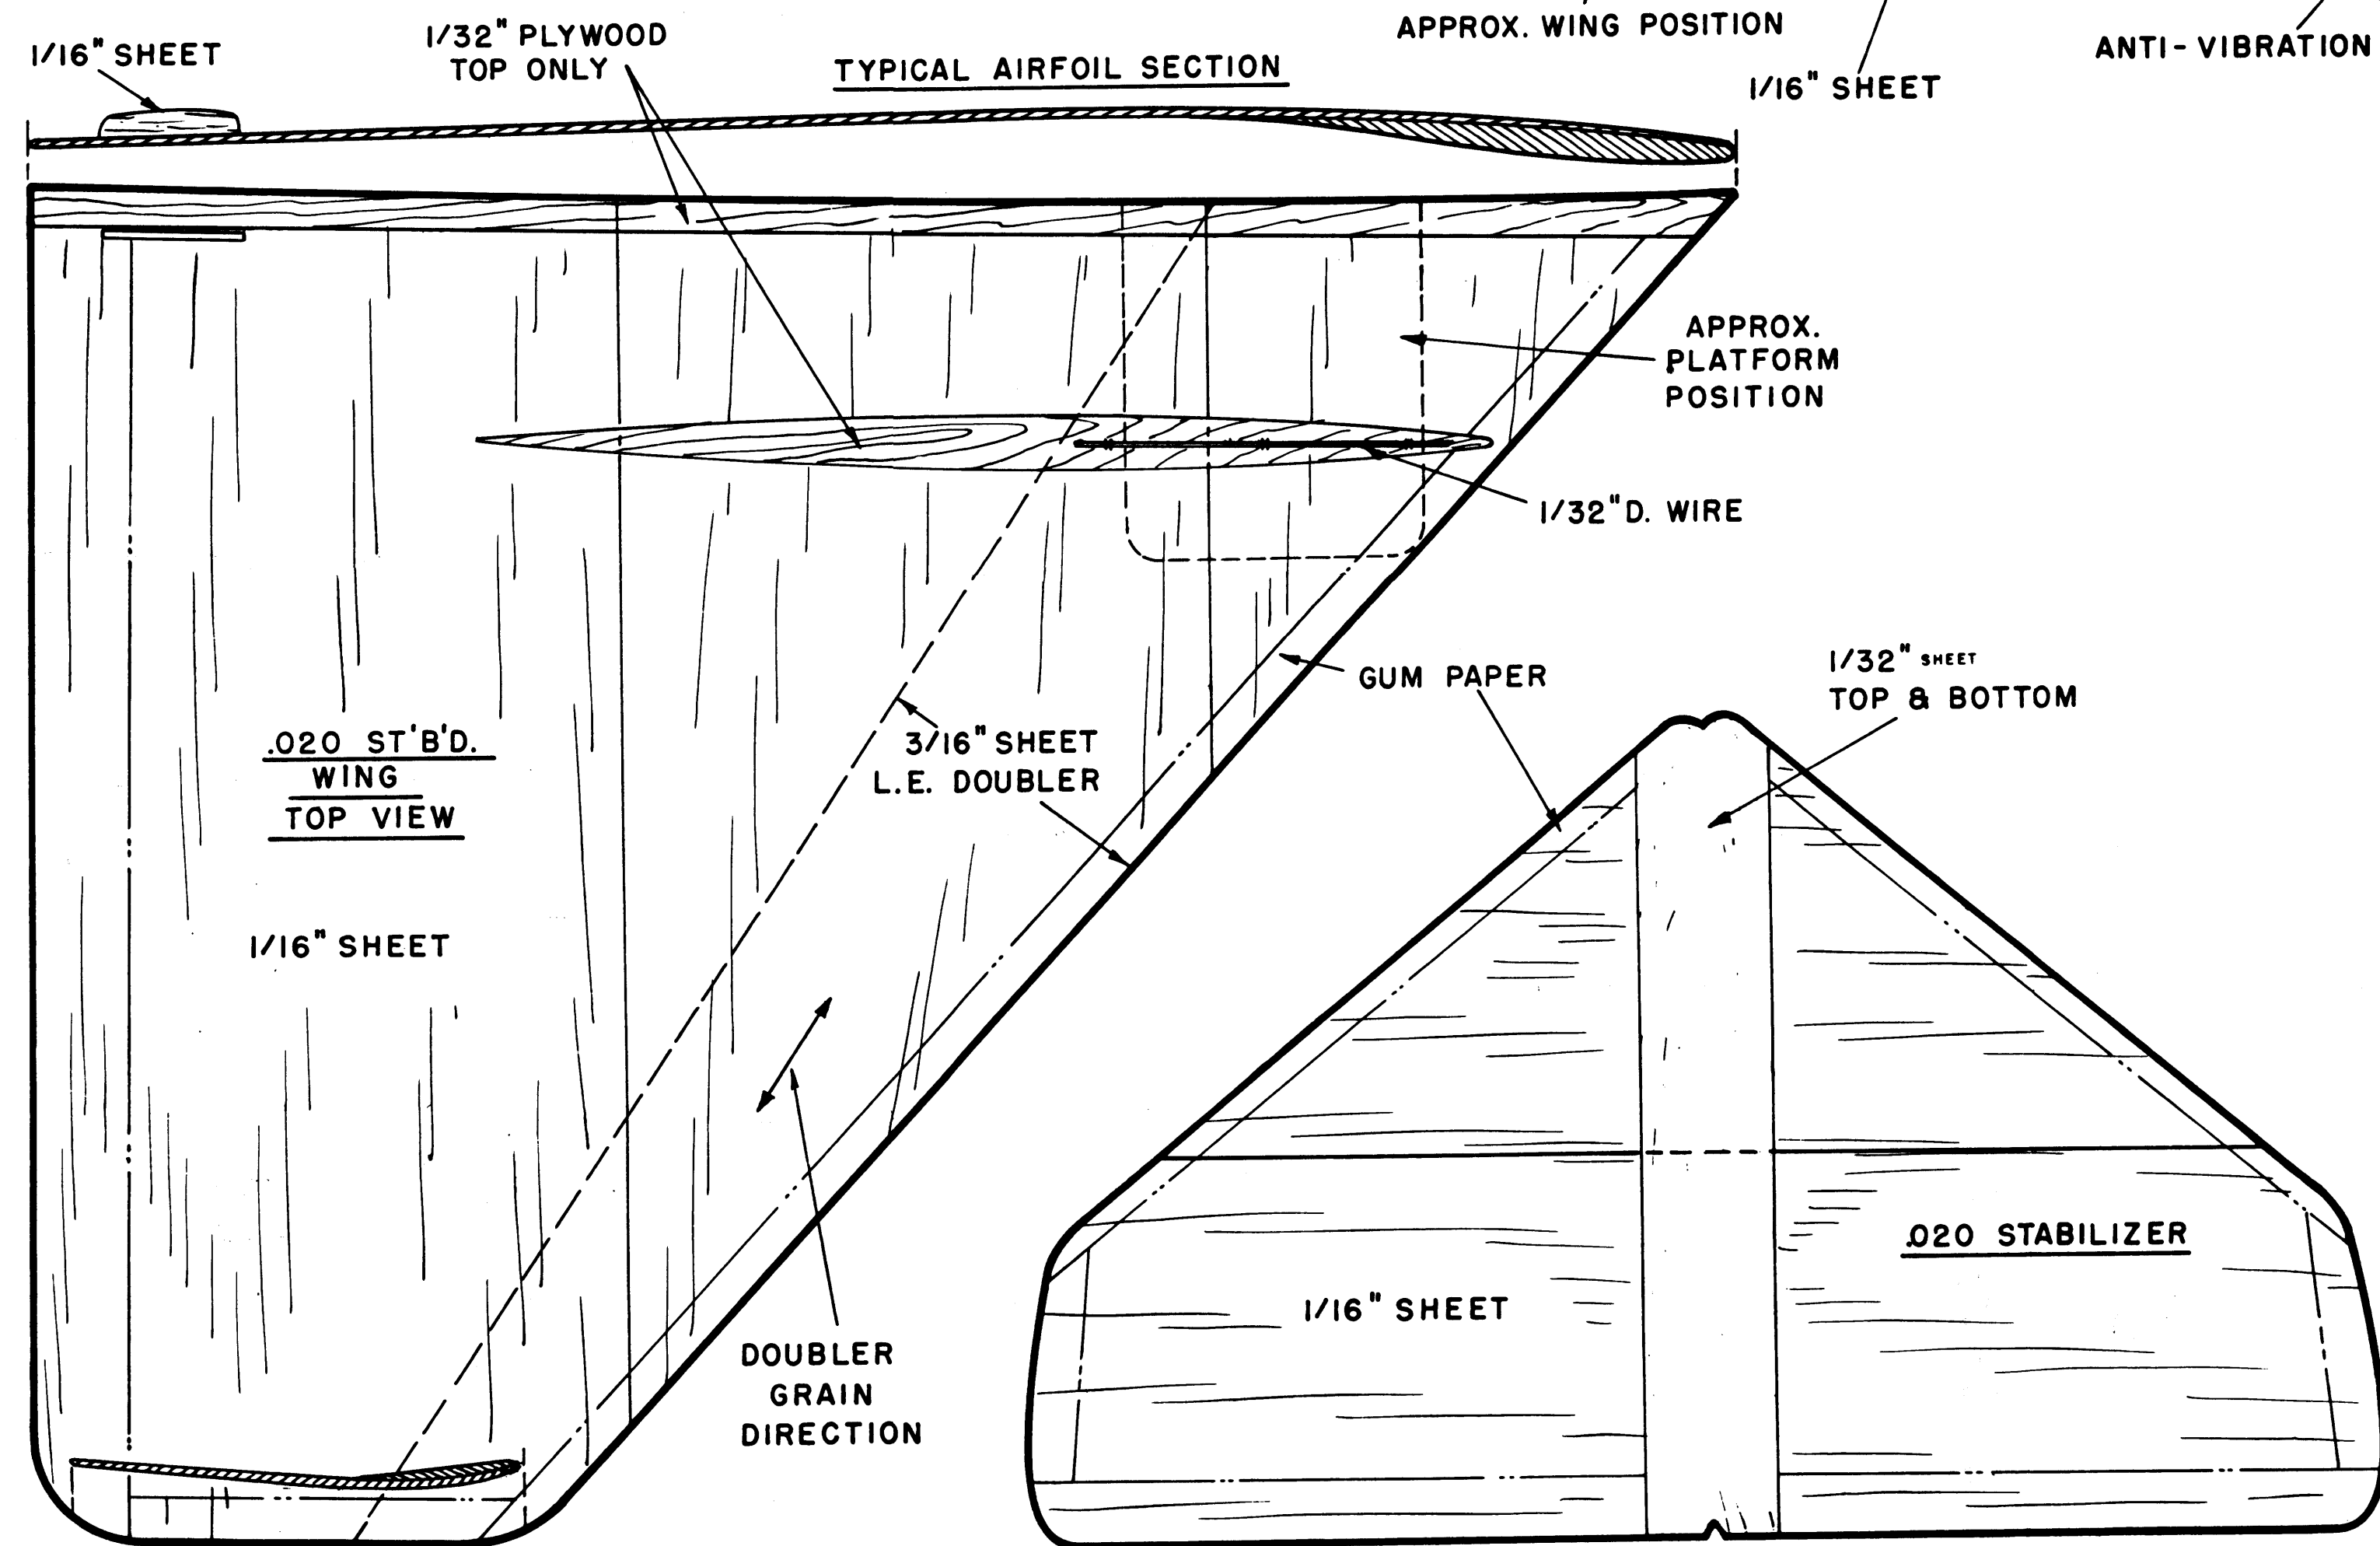 APPROX. WING POSITION
1/16" SHEET
ANTI-VIBRATION
1/16" SHEET
1/32" PLYWOOD
TOP ONLY
TYPICAL AIRFOIL SECTION
APPROX.
PLATFORM
POSITION
1/32"D. WIRE
GUM PAPER
1/32" SHEET
TOP & BOTTOM
.020 ST'B'D.
WING
TOP VIEW
3/16" SHEET
L.E. DOUBLER
1/16" SHEET
DOUBLER
GRAIN
DIRECTION
.020 STABILIZER
1/16" SHEET